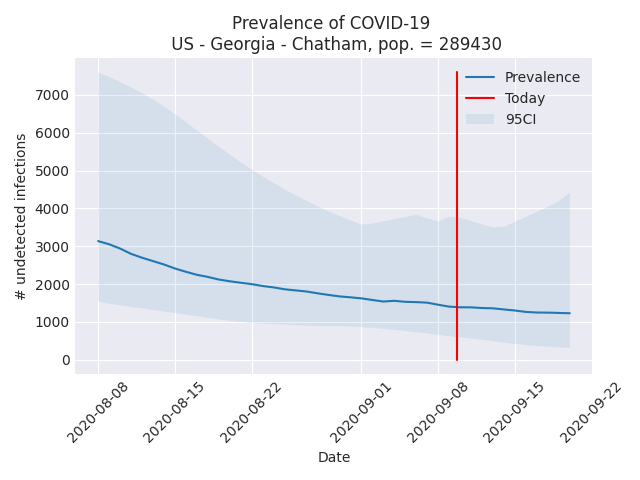 Prevalence of COVID-19
US - Georgia - Chatham, pop. = 289430
Prevalence
Today
95CI
7000
6000
5000
4000
3000
2000
1000
0
# undetected infections
2020-08-08
2020-08-15
2020-08-22
2020-09-01
2020-09-08
2020-09-15
2020-09-22
Date